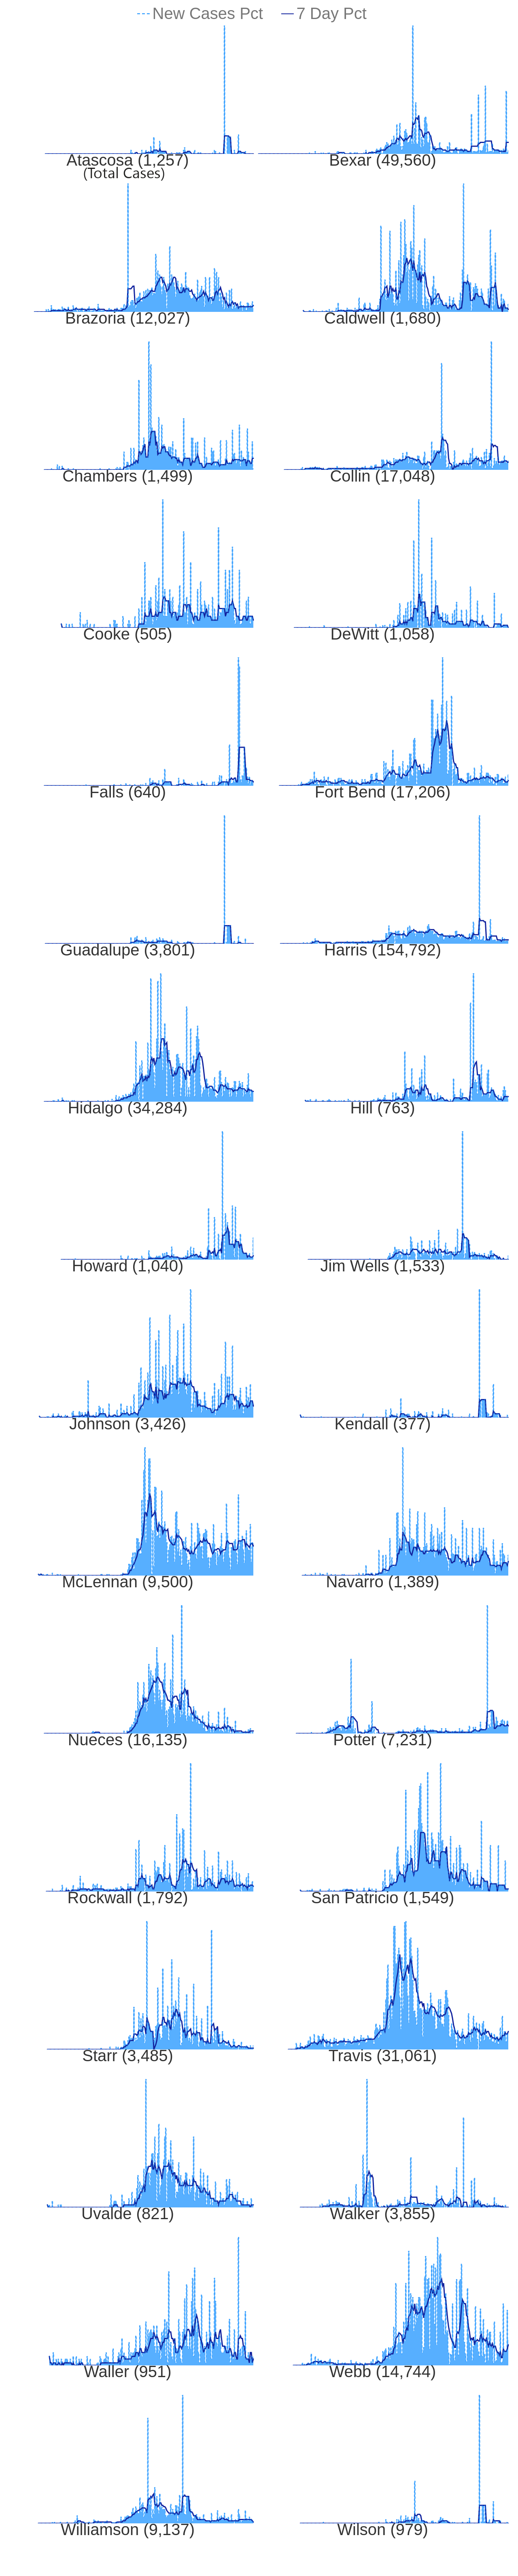 New Cases Pct 7 Day Pct
Atascosa (1,257) Bexar (49,560)
(Total Cases)
Brazoria (12,027) Caldwell (1,680)
Chambers (1,499) Collin (17,048)
Cooke (505) DeWitt (1,058)
Falls (640) Fort Bend (17,206)
Guadalupe (3,801) Harris (154,792)
Hidalgo (34,284) Hill (763)
Howard (1,040) Jim Wells (1,533)
Johnson (3,426) Kendall (377)
McLennan (9,500) Navarro (1,389)
Nueces (16,135) Potter (7,231)
Rockwall (1,792) San Patricio (1,549)
Starr (3,485) Travis (31,061)
Uvalde (821) Walker (3,855)
Waller (951) Webb (14,744)
Williamson (9,137) Wilson (979)